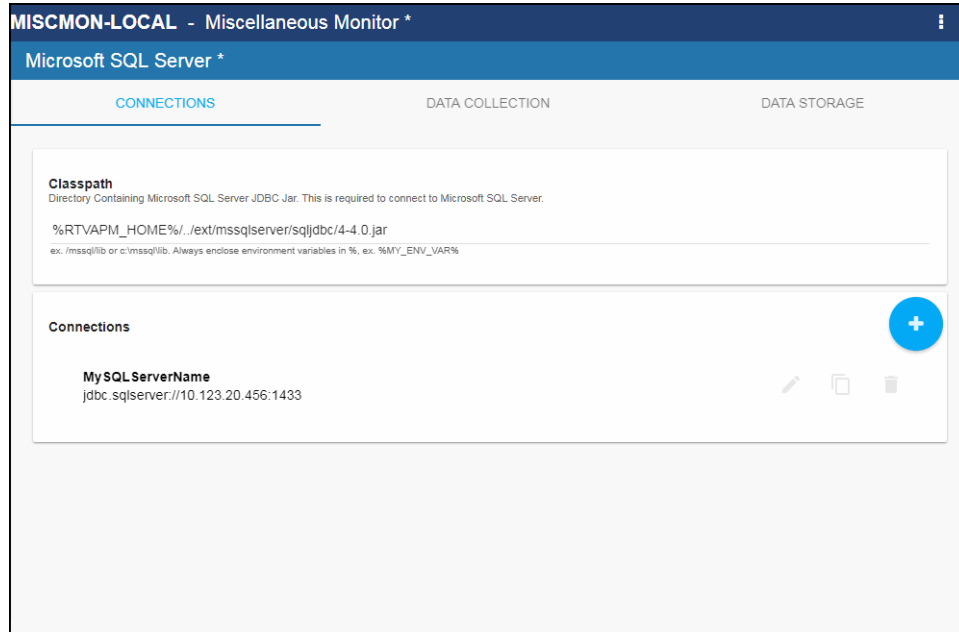 MISCMON-LOCAL - Miscellaneous Monitor *
Microsoft SQL Server *
CONNECTIONS DATA COLLECTION DATA STORAGE
Classpath
Directory Containing Microsoft SQL Server JDBC Jar. This is required to connect to Microsoft SQL Server.
%RTVAPM_HOME%/../ext/mssqlserver/sqljdbc/4-4.0.jar
ex. /mssql/lib or c:\mssql\lib. Always enclose environment variables in %, ex. %MY_ENV_VAR%
Connections
MySQLServerName
jdbc.sqlserver://10.123.20.456:1433